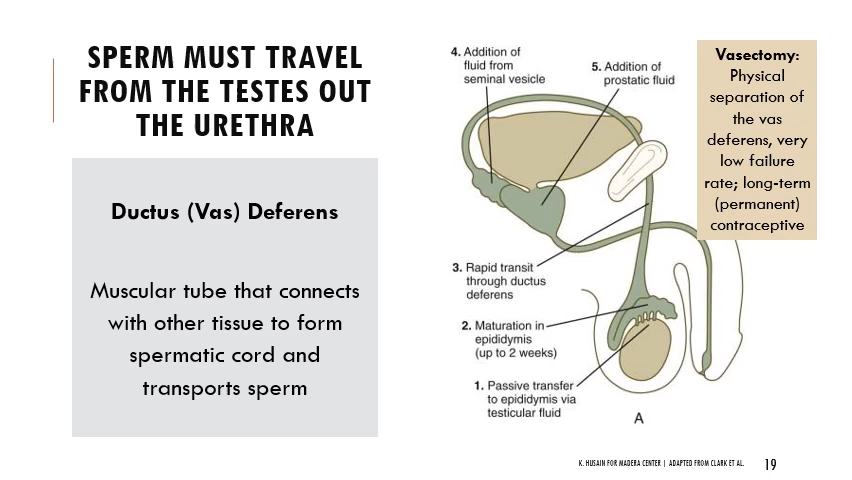 SPERM MUST TRAVEL
FROM THE TESTES OUT
THE URETHRA
Ductus (Vas) Deferens
Muscular tube that connects
with other tissue to form
spermatic cord and
transports sperm
4. Addition of
fluid from
seminal vesicle
5. Addition of
prostatic fluid
3. Rapid transit
through ductus
deferens
2. Maturation in
epididymis
(up to 2 weeks)
1. Passive transfer
to epididymis via
testicular fluid
A
Vasectomy:
Physical
separation of
the vas
deferens, very
low failure
rate; long-term
(permanent)
contraceptive
K. HUSAIN FOR MADERA CENTER | ADAPTED FROM CLARK ET AL.
19